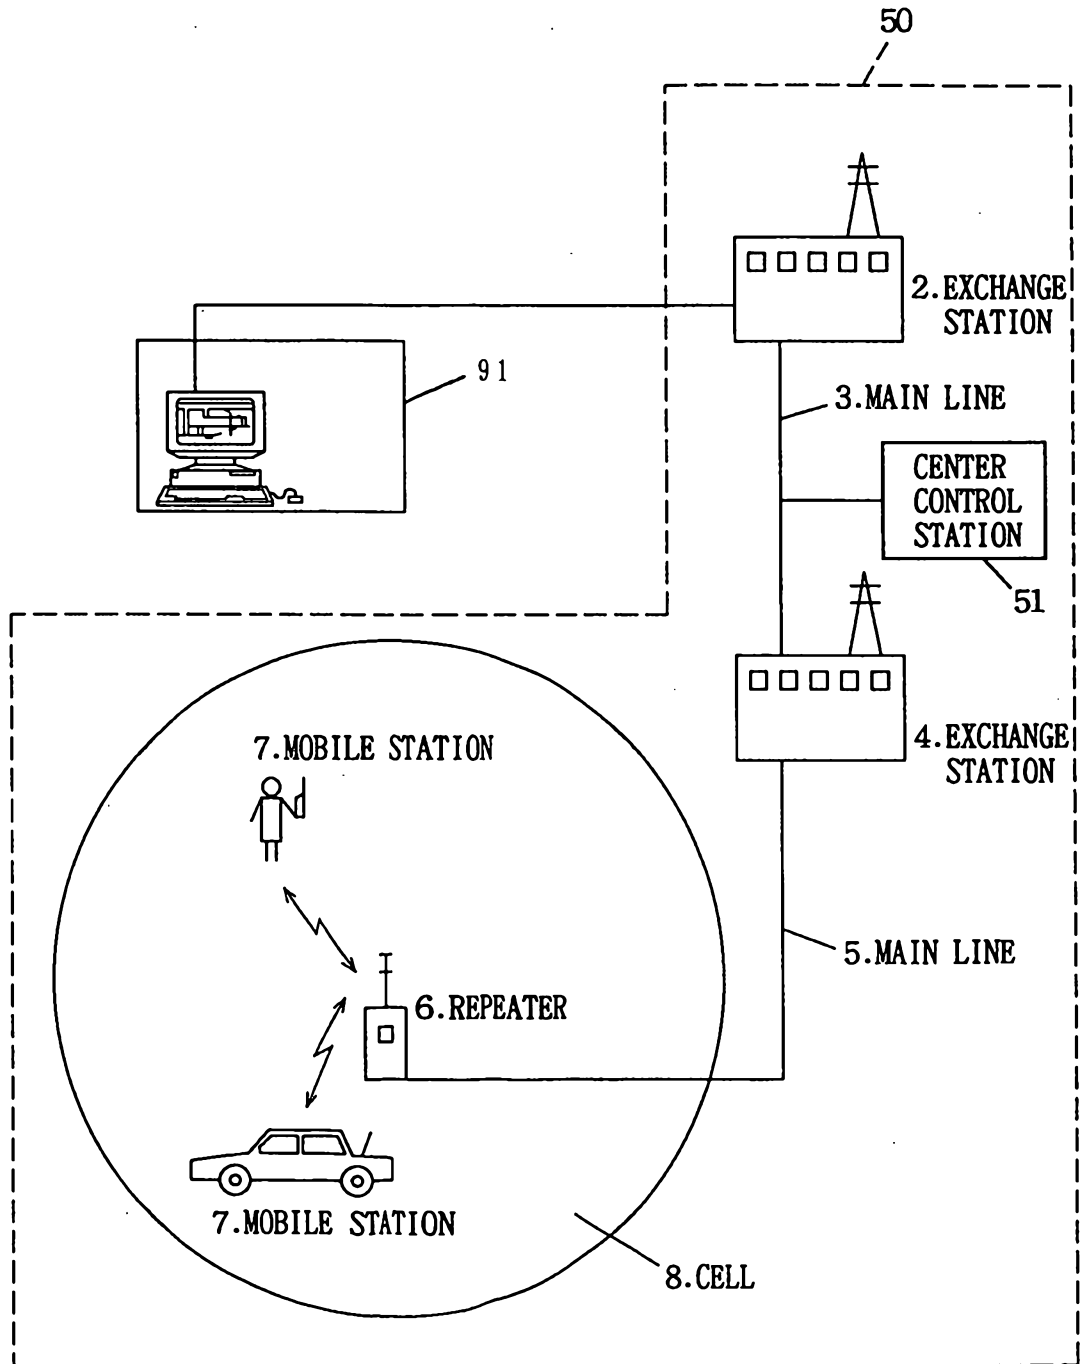 50
2.EXCHANGE
STATION
91
3.MAIN LINE
CENTER
CONTROL
STATION
51
7.MOBILE STATION
4.EXCHANGE
STATION
5.MAIN LINE
6.REPEATER
7.MOBILE STATION
8.CELL